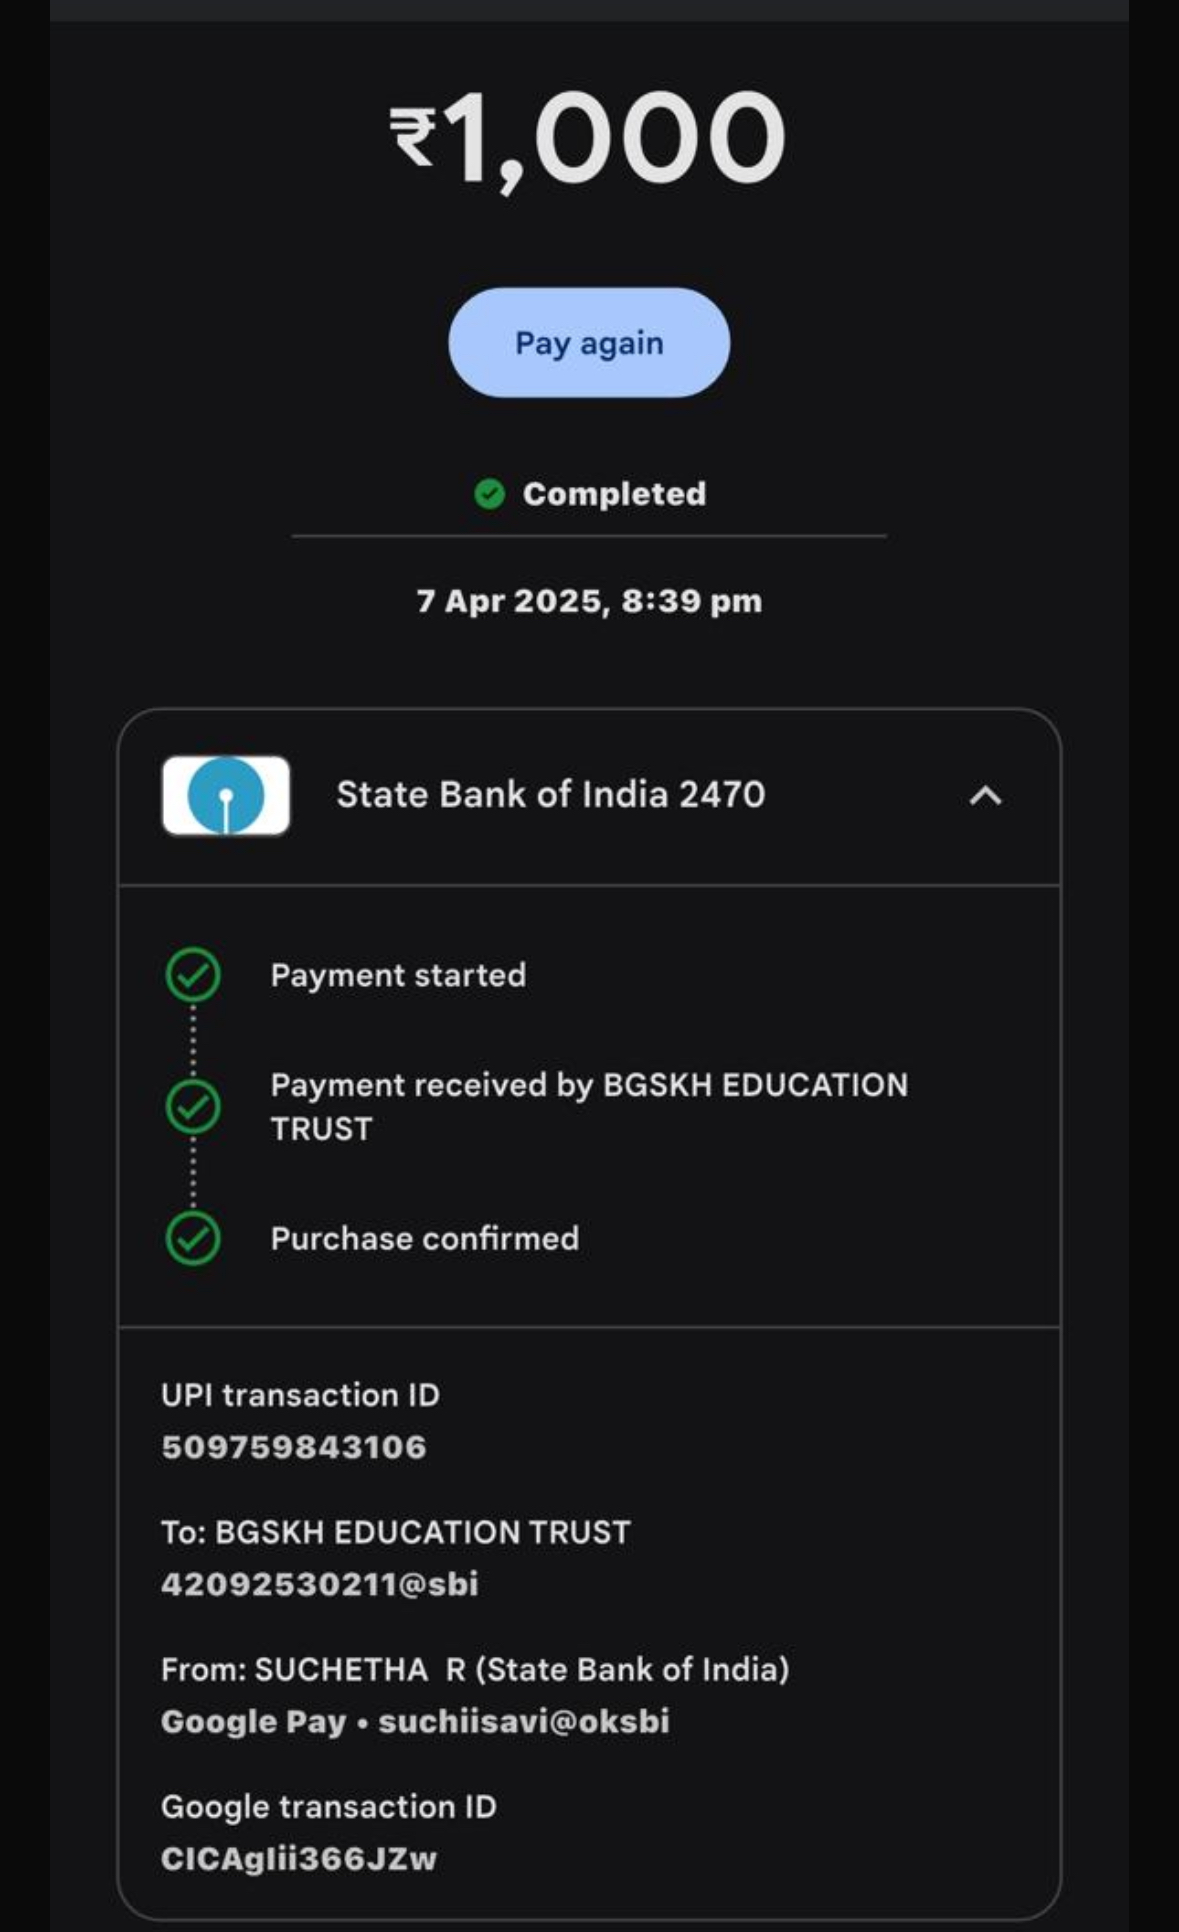 ₹1,000
Pay again
Completed
7 Apr 2025, 8:39 pm
State Bank of India 2470
Payment started
Payment received by BGSKH EDUCATION
TRUST
Purchase confirmed
UPI transaction ID
509759843106
To: BGSKH EDUCATION TRUST
42092530211@sbi
From: SUCHETHA  R (State Bank of India)
Google Pay • suchiisavi@oksbi
Google transaction ID
CICAgIii366JZw